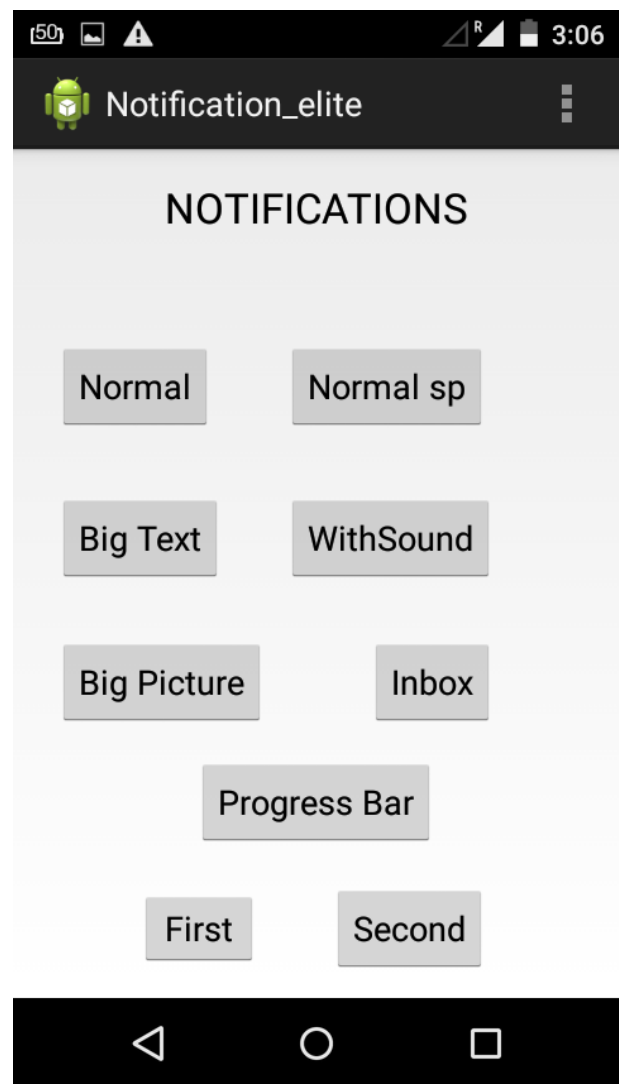 50 R 3:06
Notification_elite
NOTIFICATIONS
Normal Normal sp
Big Text WithSound
Big Picture Inbox
Progress Bar
First Second